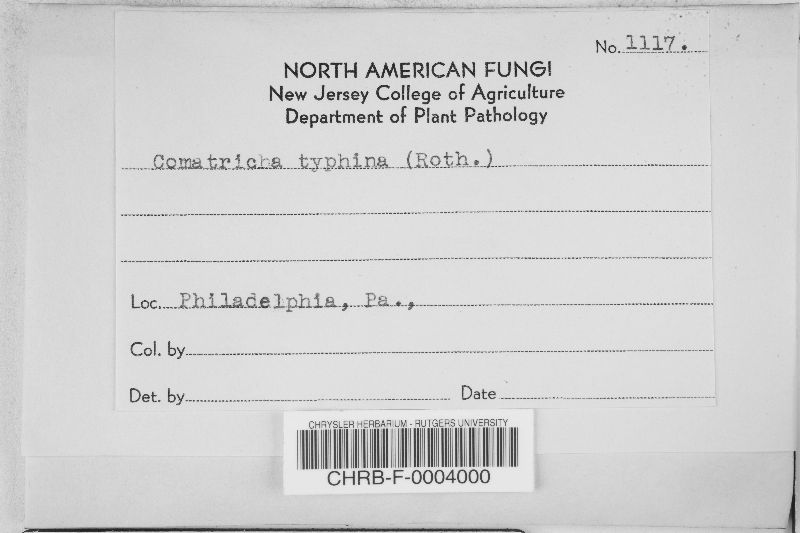 No. 1117.
NORTH AMERICAN FUNGI
New Jersey College of Agriculture
Department of Plant Pathology
Comatricha typhina (Roth.)
Loc. Philadelphia, Pa.,
Col. by
Det. by Date
CHRYSLER HERBARIUM - RUTGERS UNIVERSITY
CHRB-F-0004000